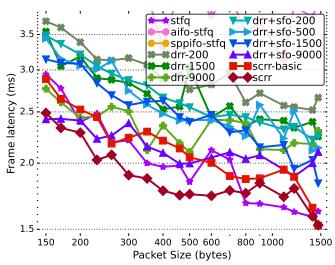 stfq
aifo-stfq
sppifo-stfq
drr-200
drr-1500
drr-9000
drr+sfo-200
drr+sfo-500
drr+sfo-1500
drr+sfo-9000
scrr-basic
scrr
Frame latency (ms)
3.5
3.0
2.5
2.0
1.5
150 200 300 400 500 600 800 1000 1500
Packet Size (bytes)